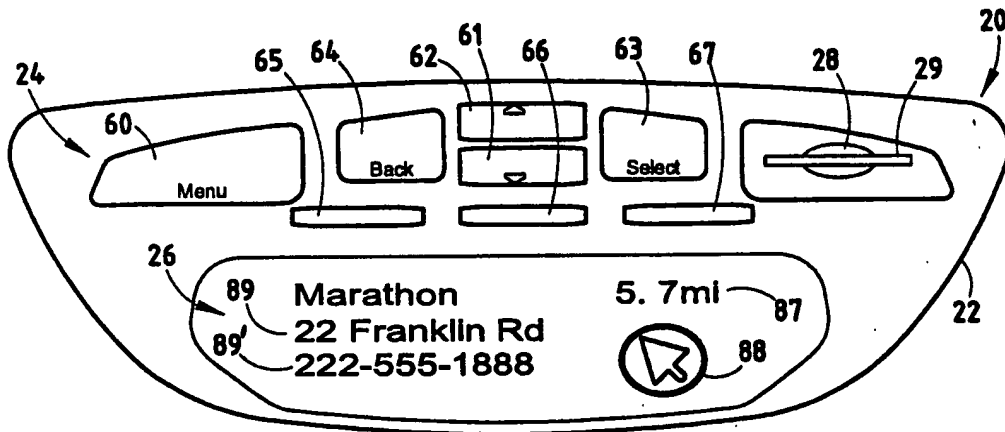 20
61
64 62 66 63 67 28 29
24 65
60
Back Select
Menu
26 89 Marathon 5. 7mi 87 22
22 Franklin Rd
89' 222-555-1888 88